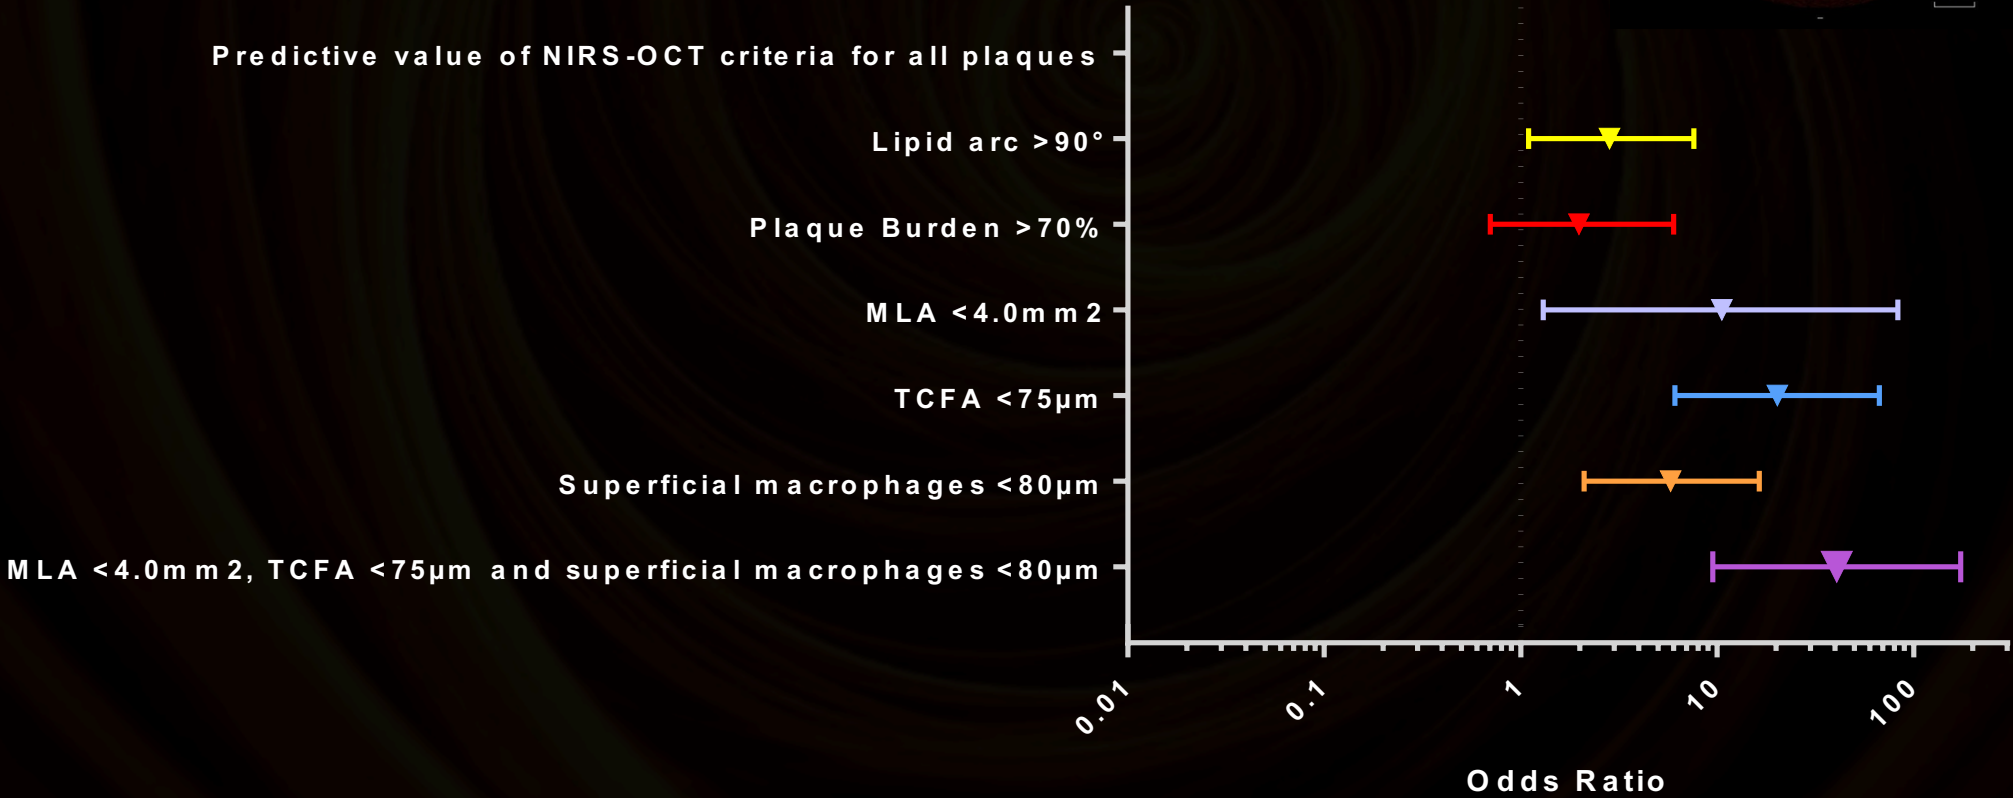 Predictive value of NIRS-OCT criteria for all plaques
Lipid arc >90°
Plaque Burden >70%
MLA <4.0mm2
TCFA <75µm
Superficial macrophages <80µm
MLA <4.0mm2, TCFA <75µm and superficial macrophages <80µm
0.01
0.1
1
10
100
Odds Ratio